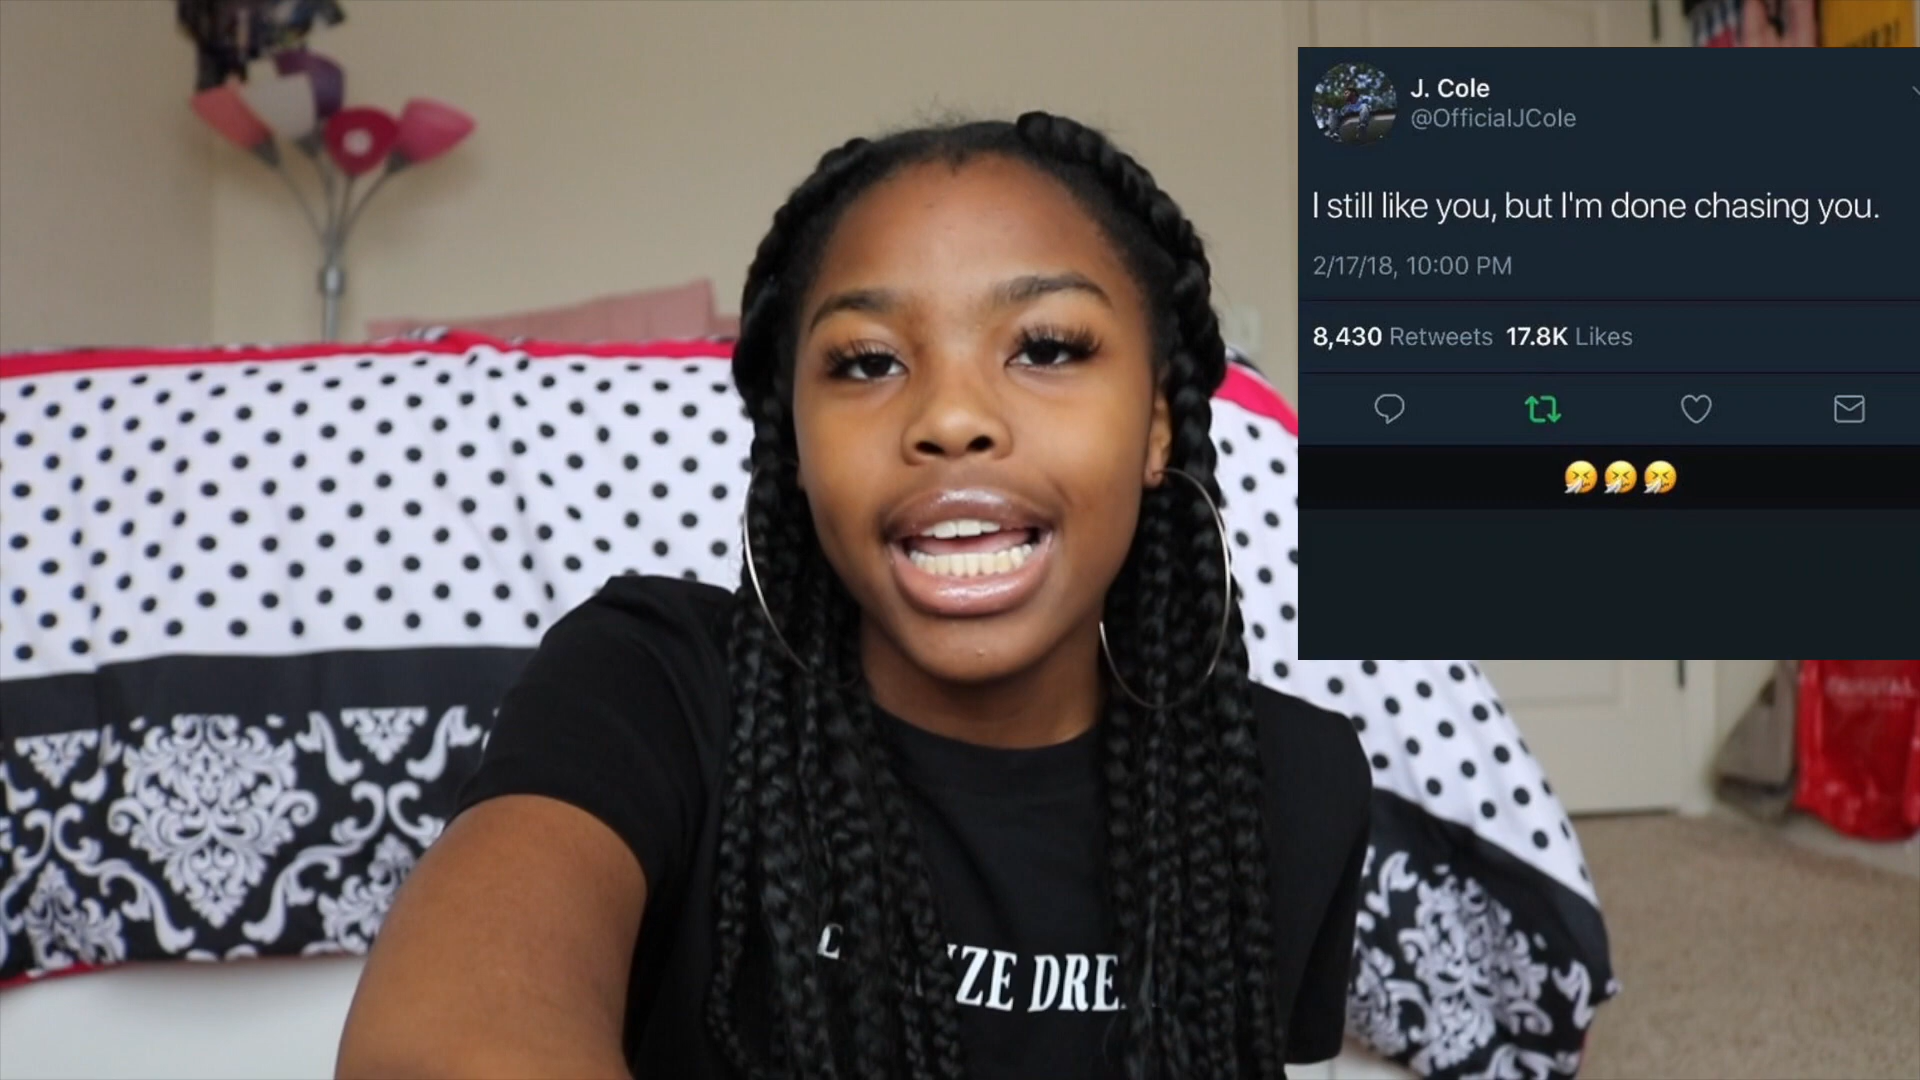 J. Cole
@OfficialJCole
I still like you, but I'm done chasing you.
2/17/18, 10:00 PM
8,430 Retweets 17.8K Likes
🤧🤧🤧
ZE DRE